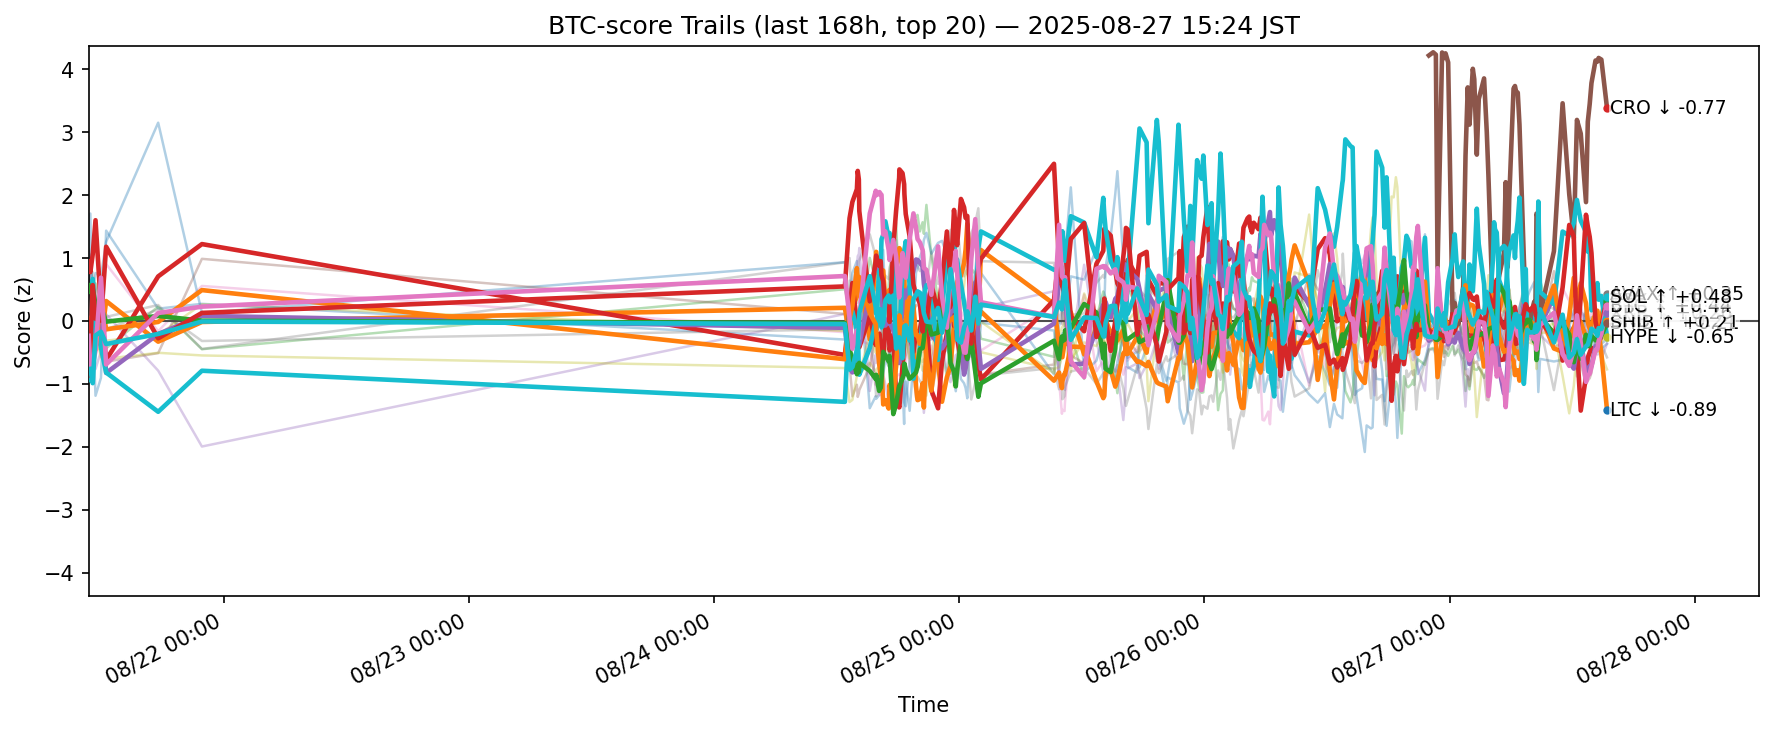 BTC-score Trails (last 168h, top 20) — 2025-08-27 15:24 JST
Score (z)
4
3
2
1
0
−1
−2
−3
−4
CRO ↓ -0.77
SOL ↑ +0.48
SHIB ↑ +0.21
HYPE ↓ -0.65
LTC ↓ -0.89
08/22 00:00
08/23 00:00
08/24 00:00
08/25 00:00
08/26 00:00
08/27 00:00
08/28 00:00
Time